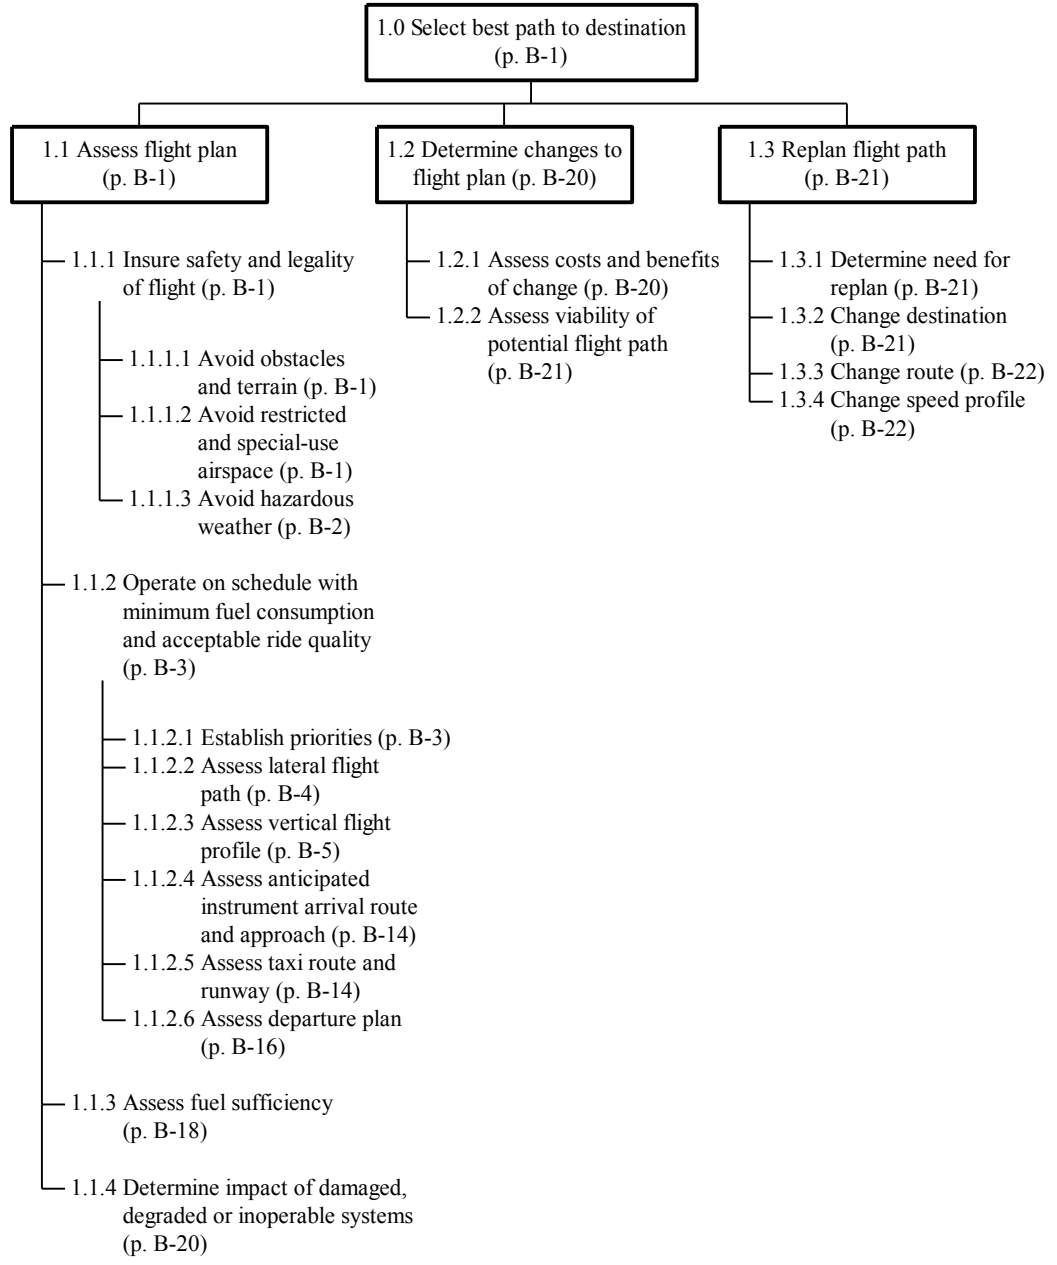 1.0 Select best path to destination
(p. B-1)
1.1 Assess flight plan
(p. B-1)
1.1.1 Insure safety and legality
of flight (p. B-1)
1.1.1.1 Avoid obstacles
and terrain (p. B-1)
1.1.1.2 Avoid restricted
and special-use
airspace (p. B-1)
1.1.1.3 Avoid hazardous
weather (p. B-2)
1.1.2 Operate on schedule with
minimum fuel consumption
and acceptable ride quality
(p. B-3)
1.1.2.1 Establish priorities (p. B-3)
1.1.2.2 Assess lateral flight
path (p. B-4)
1.1.2.3 Assess vertical flight
profile (p. B-5)
1.1.2.4 Assess anticipated
instrument arrival route
and approach (p. B-14)
1.1.2.5 Assess taxi route and
runway (p. B-14)
1.1.2.6 Assess departure plan
(p. B-16)
1.1.3 Assess fuel sufficiency
(p. B-18)
1.1.4 Determine impact of damaged,
degraded or inoperable systems
(p. B-20)
1.2 Determine changes to
flight plan (p. B-20)
1.2.1 Assess costs and benefits
of change (p. B-20)
1.2.2 Assess viability of
potential flight path
(p. B-21)
1.3 Replan flight path
(p. B-21)
1.3.1 Determine need for
replan (p. B-21)
1.3.2 Change destination
(p. B-21)
1.3.3 Change route (p. B-22)
1.3.4 Change speed profile
(p. B-22)